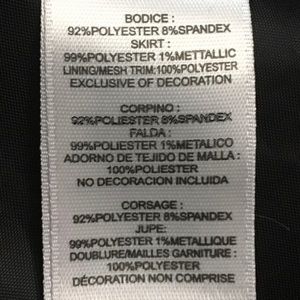 BODICE :
92%POLYESTER 8%SPANDEX
SKIRT :
99%POLYESTER 1%METTALLIC
LINING/MESH TRIM:100%POLYESTER
EXCLUSIVE OF DECORATION
CORPINO :
92%POLIESTER 8%SPANDEX
FALDA :
99%POLIESTER 1%METALICO
ADORNO DE TEJIDO DE MALLA :
100%POLIESTER
NO DECORACION INCLUIDA
CORSAGE :
92%POLYESTER 8%SPANDEX
JUPE:
99%POLYESTER 1%METALLIQUE
DOUBLURE/MAILLES GARNITURE :
100%POLYESTER
DÉCORATION NON COMPRISE